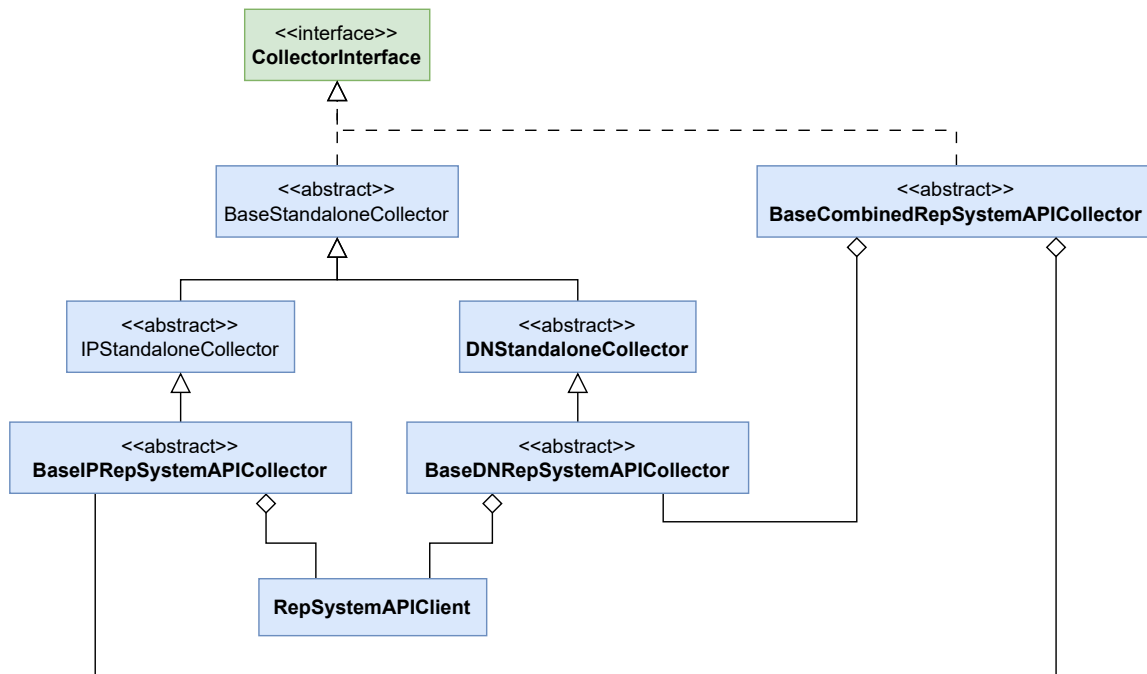 <<interface>>
CollectorInterface
<<abstract>>
BaseStandaloneCollector
<<abstract>>
BaseCombinedRepSystemAPICollector
<<abstract>>
IPStandaloneCollector
<<abstract>>
DNStandaloneCollector
<<abstract>>
BaseIPRepSystemAPICollector
<<abstract>>
BaseDNRepSystemAPICollector
RepSystemAPIClient